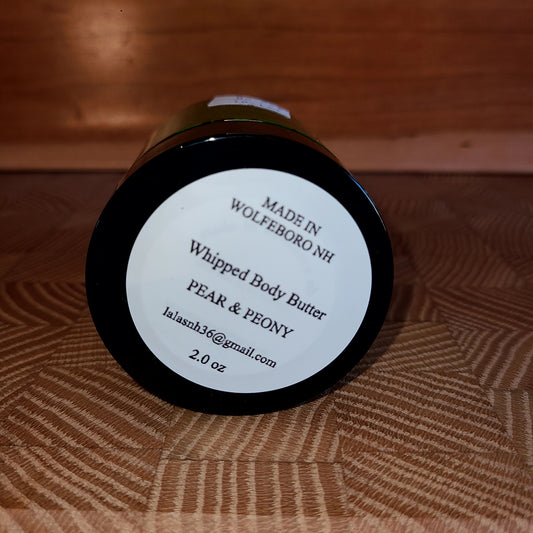 MADE IN
WOLFEBORO NH
Whipped Body Butter
PEAR & PEONY
lalasnh36@gmail.com
2.0 oz